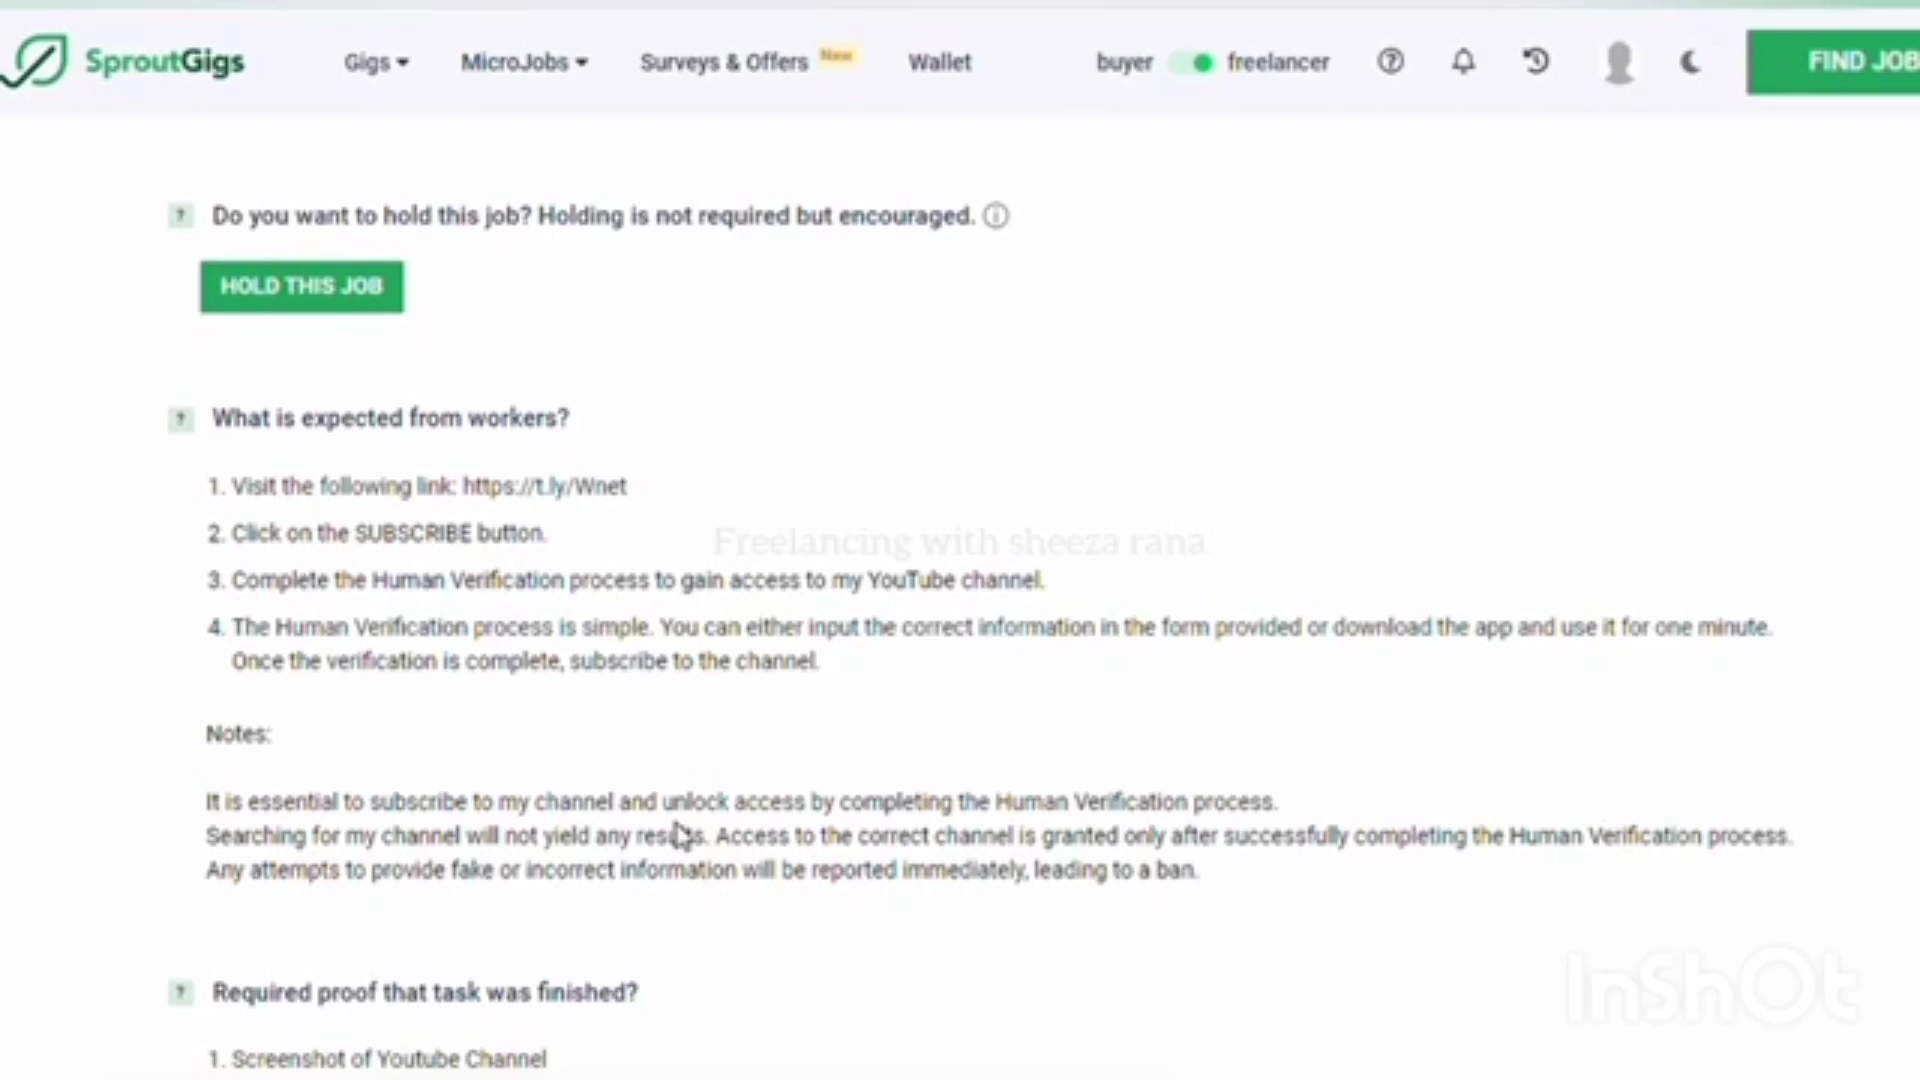 SproutGigs Gigs MicroJobs Surveys & Offers New Wallet buyer freelancer FIND JOB
? Do you want to hold this job? Holding is not required but encouraged.
HOLD THIS JOB
? What is expected from workers?
1. Visit the following link: https://t.ly/Wnet
2. Click on the SUBSCRIBE button.
Freelancing with sheeza rana
3. Complete the Human Verification process to gain access to my YouTube channel.
4. The Human Verification process is simple. You can either input the correct information in the form provided or download the app and use it for one minute.
Once the verification is complete, subscribe to the channel.
Notes:
It is essential to subscribe to my channel and unlock access by completing the Human Verification process.
Searching for my channel will not yield any results. Access to the correct channel is granted only after successfully completing the Human Verification process.
Any attempts to provide fake or incorrect information will be reported immediately, leading to a ban.
InShOt
? Required proof that task was finished?
1. Screenshot of Youtube Channel